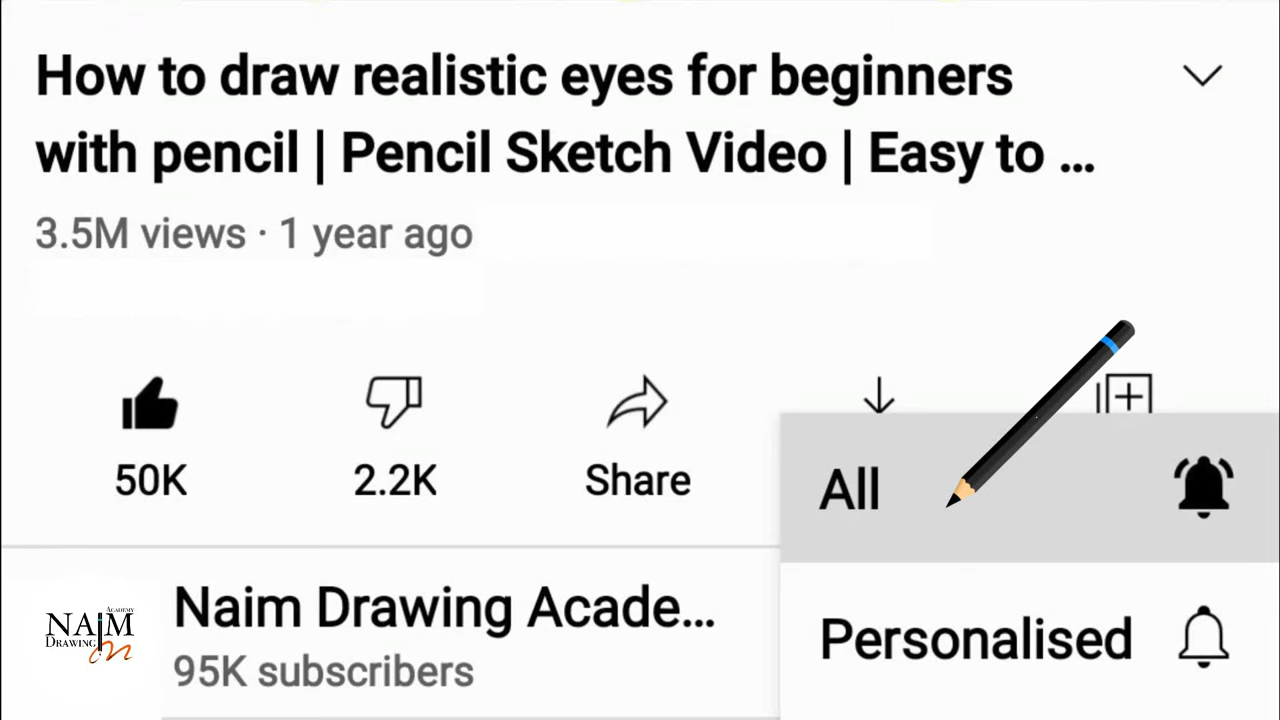 How to draw realistic eyes for beginners
with pencil | Pencil Sketch Video | Easy to ...
3.5M views · 1 year ago
50K
2.2K
Share
All
Personalised
Naim Drawing Acade...
95K subscribers
ACADEMY
NAIM
DRAWING